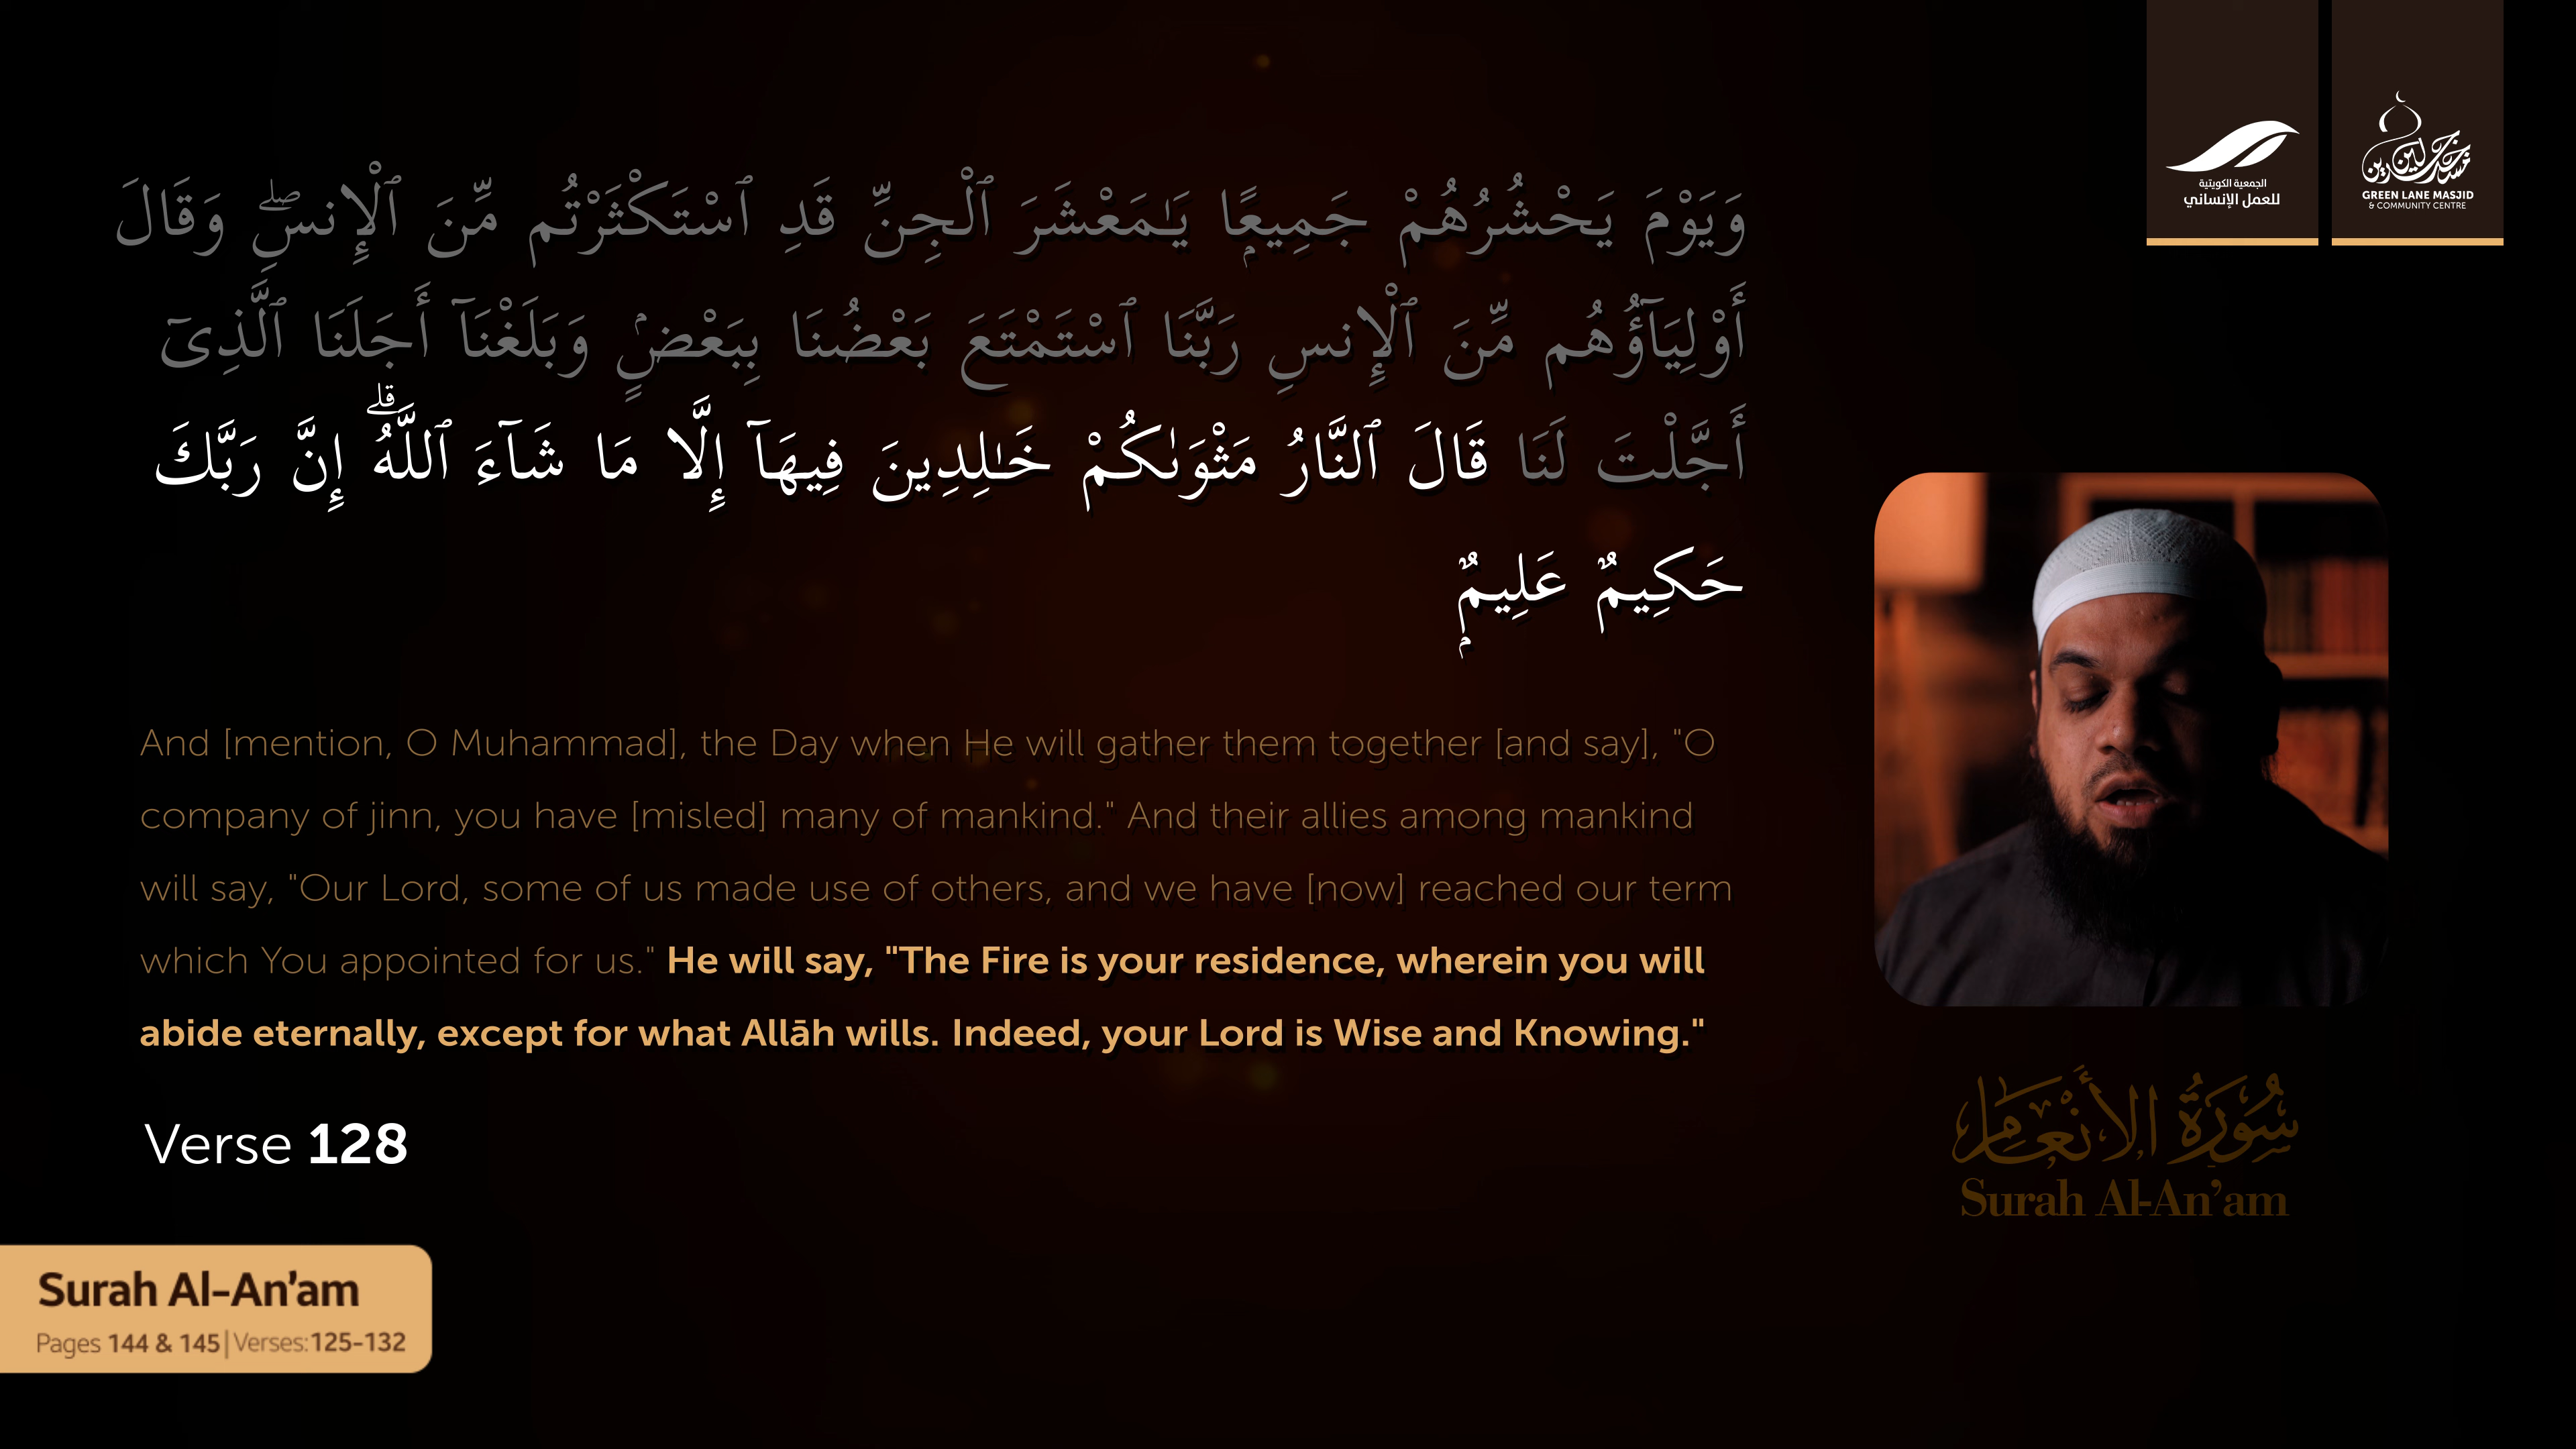 وَيَوْمَ يَحْشُرُهُمْ جَمِيعًۭا يَـٰمَعْشَرَ ٱلْجِنِّ قَدِ ٱسْتَكْثَرْتُم مِّنَ ٱلْإِنسِ ۖ وَقَالَ
أَوْلِيَآؤُهُم مِّنَ ٱلْإِنسِ رَبَّنَا ٱسْتَمْتَعَ بَعْضُنَا بِبَعْضٍۢ وَبَلَغْنَآ أَجَلَنَا ٱلَّذِىٓ
أَجَّلْتَ لَنَا قَالَ ٱلنَّارُ مَثْوَىٰكُمْ خَـٰلِدِينَ فِيهَآ إِلَّا مَا شَآءَ ٱللَّهُ ۗ إِنَّ رَبَّكَ
حَكِيمٌ عَلِيمٌۭ
And [mention, O Muhammad], the Day when He will gather them together [and say], "O
company of jinn, you have [misled] many of mankind." And their allies among mankind
will say, "Our Lord, some of us made use of others, and we have [now] reached our term
which You appointed for us." He will say, "The Fire is your residence, wherein you will
abide eternally, except for what Allāh wills. Indeed, your Lord is Wise and Knowing."
Verse 128
Surah Al-An'am
Pages 144 & 145 | Verses:125-132
الجمعية الكويتية
للعمل الإنساني
مسجد جرين لين
GREEN LANE MASJID
& COMMUNITY CENTRE
سُورَةُ الأَنْعَامِ
Surah Al-An'am